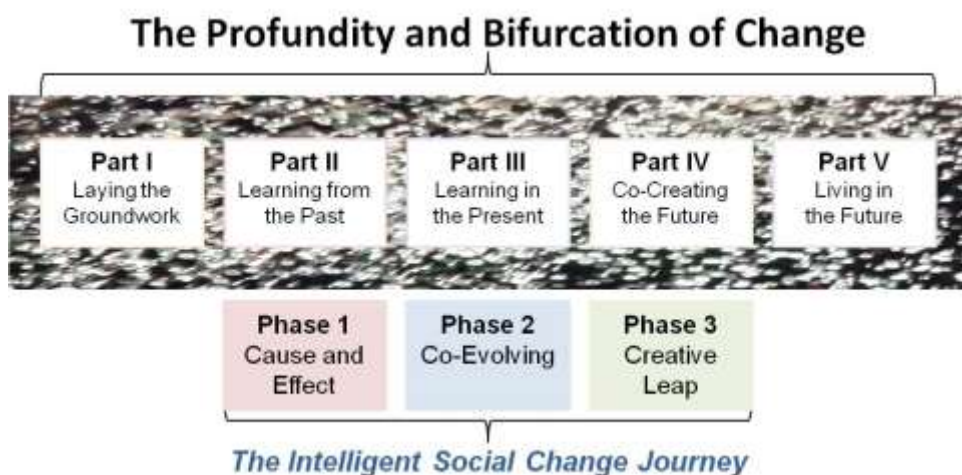 The Profundity and Bifurcation of Change
Part I
Laying the
Groundwork
Part II
Learning from
the Past
Part III
Learning in
the Present
Part IV
Co-Creating
the Future
Part V
Living in
the Future
Phase 1
Cause and
Effect
Phase 2
Co-Evolving
Phase 3
Creative
Leap
The Intelligent Social Change Journey